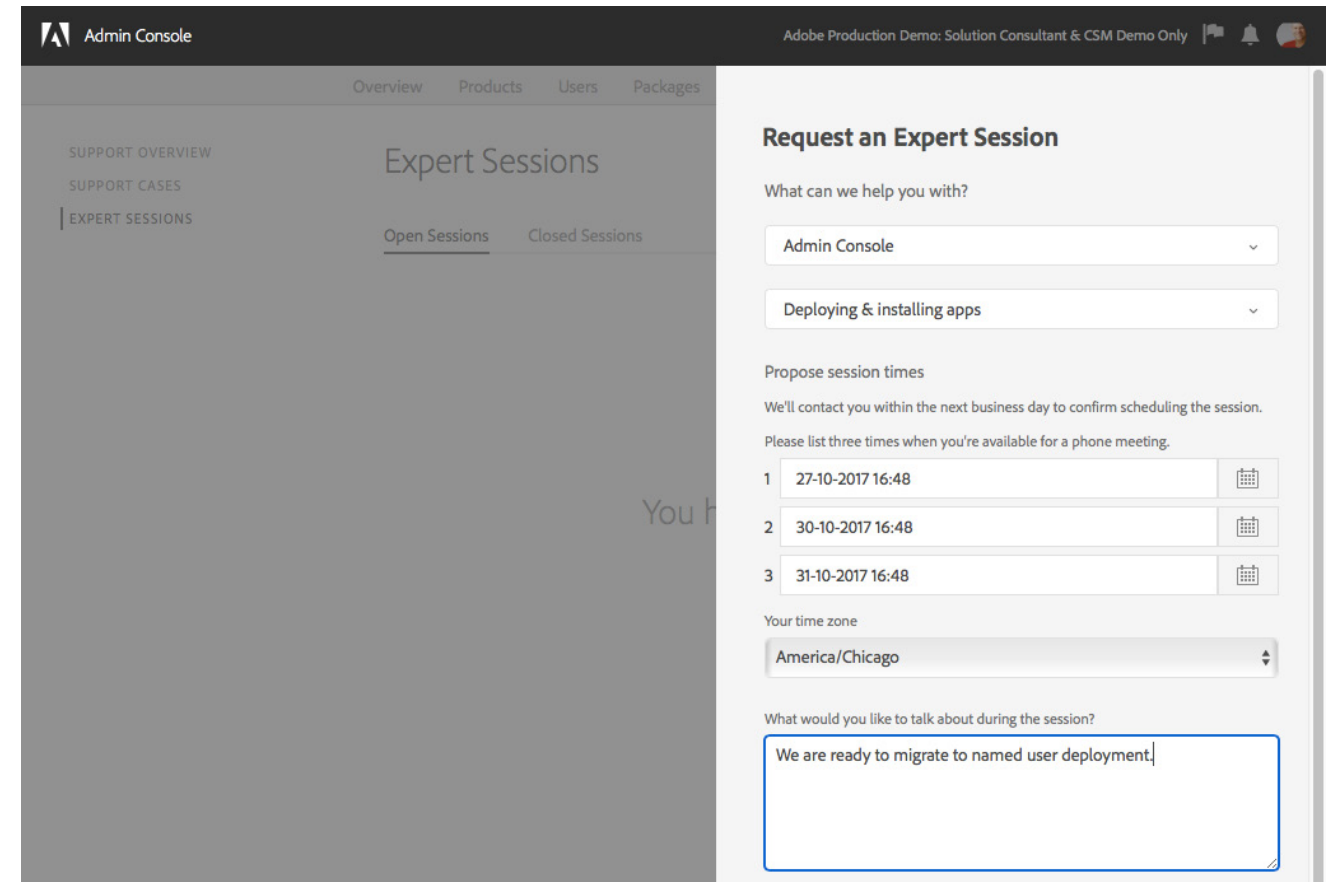 Admin Console
Adobe Production Demo: Solution Consultant & CSM Demo Only
Overview Products Users Packages
SUPPORT OVERVIEW
SUPPORT CASES
EXPERT SESSIONS
Expert Sessions
Open Sessions Closed Sessions
You
Request an Expert Session
What can we help you with?
Admin Console
Deploying & installing apps
Propose session times
We'll contact you within the next business day to confirm scheduling the session.
Please list three times when you're available for a phone meeting.
1 27-10-2017 16:48
2 30-10-2017 16:48
3 31-10-2017 16:48
Your time zone
America/Chicago
What would you like to talk about during the session?
We are ready to migrate to named user deployment.